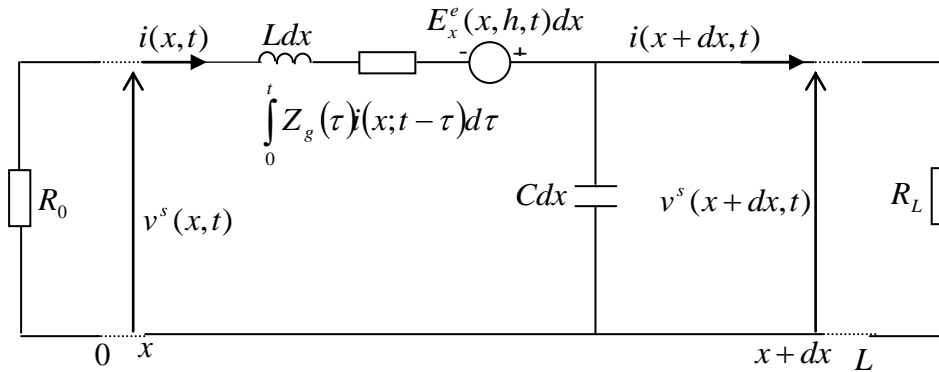 E_x^e(x,h,t)dx
i(x,t)
Ldx
- +
i(x+dx,t)
∫_0^t Z_g(τ)i(x;t−τ)dτ
R_0
v^s(x,t)
Cdx
v^s(x+dx,t)
R_L
0
x
x+dx
L